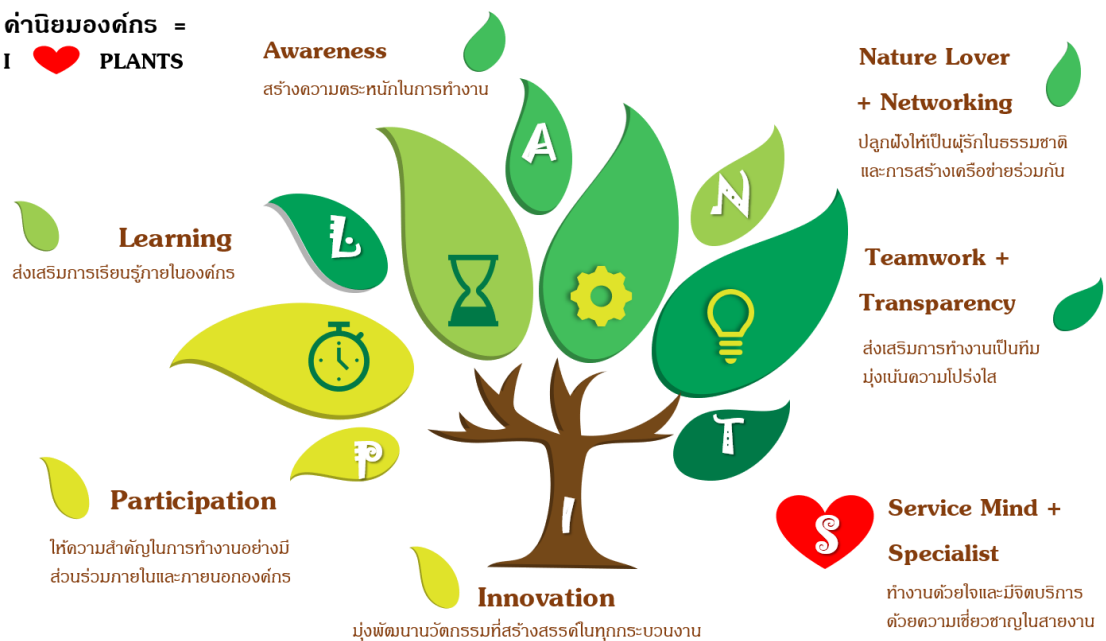 ค่านิยมองค์กร =
I PLANTS
Awareness
สร้างความตระหนักในการทำงาน
Nature Lover
+ Networking
ปลูกฝังให้เป็นผู้รักในธรรมชาติ
และการสร้างเครือข่ายร่วมกัน
A
N
L
Learning
ส่งเสริมการเรียนรู้ภายในองค์กร
Teamwork +
Transparency
ส่งเสริมการทำงานเป็นทีม
มุ่งเน้นความโปร่งใส
P
T
I
Participation
ให้ความสำคัญในการทำงานอย่างมี
ส่วนร่วมภายในและภายนอกองค์กร
S
Service Mind +
Specialist
ทำงานด้วยใจและมีจิตบริการ
ด้วยความเชี่ยวชาญในสายงาน
Innovation
มุ่งพัฒนานวัตกรรมที่สร้างสรรค์ในทุกกระบวนงาน